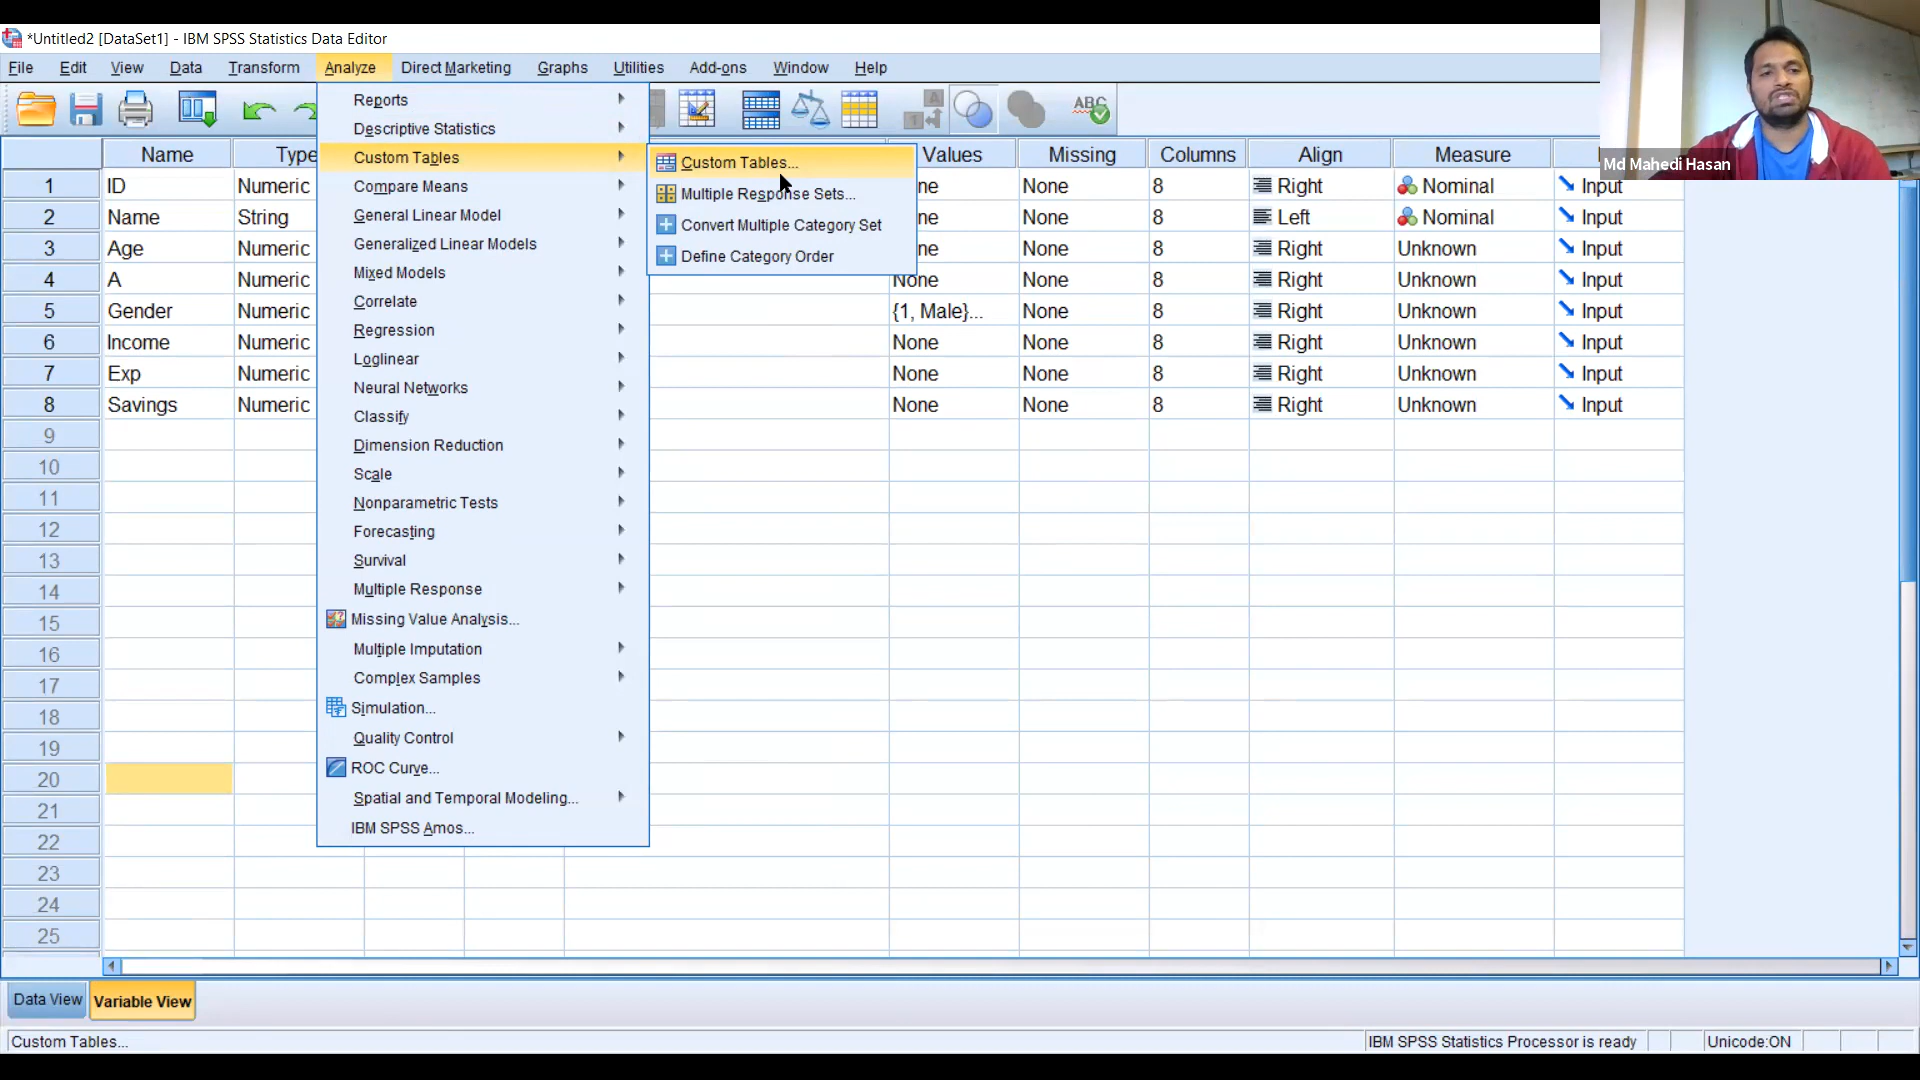 *Untitled2 [DataSet1] - IBM SPSS Statistics Data Editor
File Edit View Data Transform Analyze Direct Marketing Graphs Utilities Add-ons Window Help
ABC
A
1
Md Mahedi Hasan
Reports
Descriptive Statistics
Custom Tables
Compare Means
General Linear Model
Generalized Linear Models
Mixed Models
Correlate
Regression
Loglinear
Neural Networks
Classify
Dimension Reduction
Scale
Nonparametric Tests
Forecasting
Survival
Multiple Response
Missing Value Analysis...
Multiple Imputation
Complex Samples
Simulation...
Quality Control
ROC Curve...
Spatial and Temporal Modeling...
IBM SPSS Amos...
Custom Tables...
Multiple Response Sets...
Convert Multiple Category Set
Define Category Order
Name Type Values Missing Columns Align Measure
1 ID Numeric ne None 8 Right Nominal Input
2 Name String ne None 8 Left Nominal Input
3 Age Numeric ne None 8 Right Unknown Input
4 A Numeric None None 8 Right Unknown Input
5 Gender Numeric {1, Male}... None 8 Right Unknown Input
6 Income Numeric None None 8 Right Unknown Input
7 Exp Numeric None None 8 Right Unknown Input
8 Savings Numeric None None 8 Right Unknown Input
9
10
11
12
13
14
15
16
17
18
19
20
21
22
23
24
25
Data View Variable View
Custom Tables... IBM SPSS Statistics Processor is ready Unicode:ON